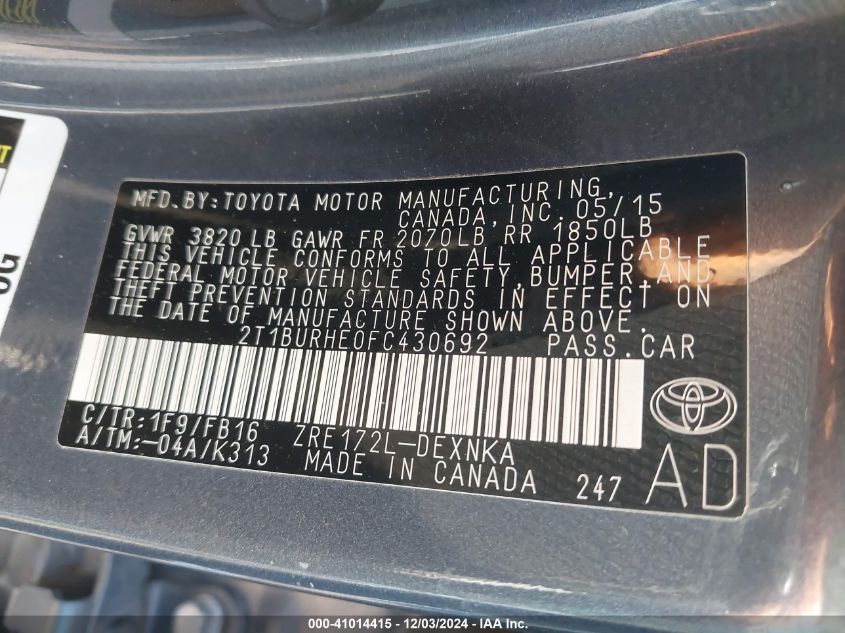 MFD.BY:TOYOTA MOTOR MANUFACTURING,
CANADA,INC. 05/15
GVWR 3820 LB GAWR FR 2070LB RR 1850LB
THIS VEHICLE CONFORMS TO ALL APPLICABLE
FEDERAL MOTOR VEHICLE SAFETY,BUMPER,AND
THEFT PREVENTION STANDARDS IN EFFECT ON
THE DATE OF MANUFACTURE SHOWN ABOVE.
2T1BURHE0FC430692 PASS.CAR
C/TR:1F9/FB16 ZRE172L-DEXNKA
A/TM:-04A/K313 MADE IN CANADA 247 AD
000-41014415 - 12/03/2024 - IAA Inc.